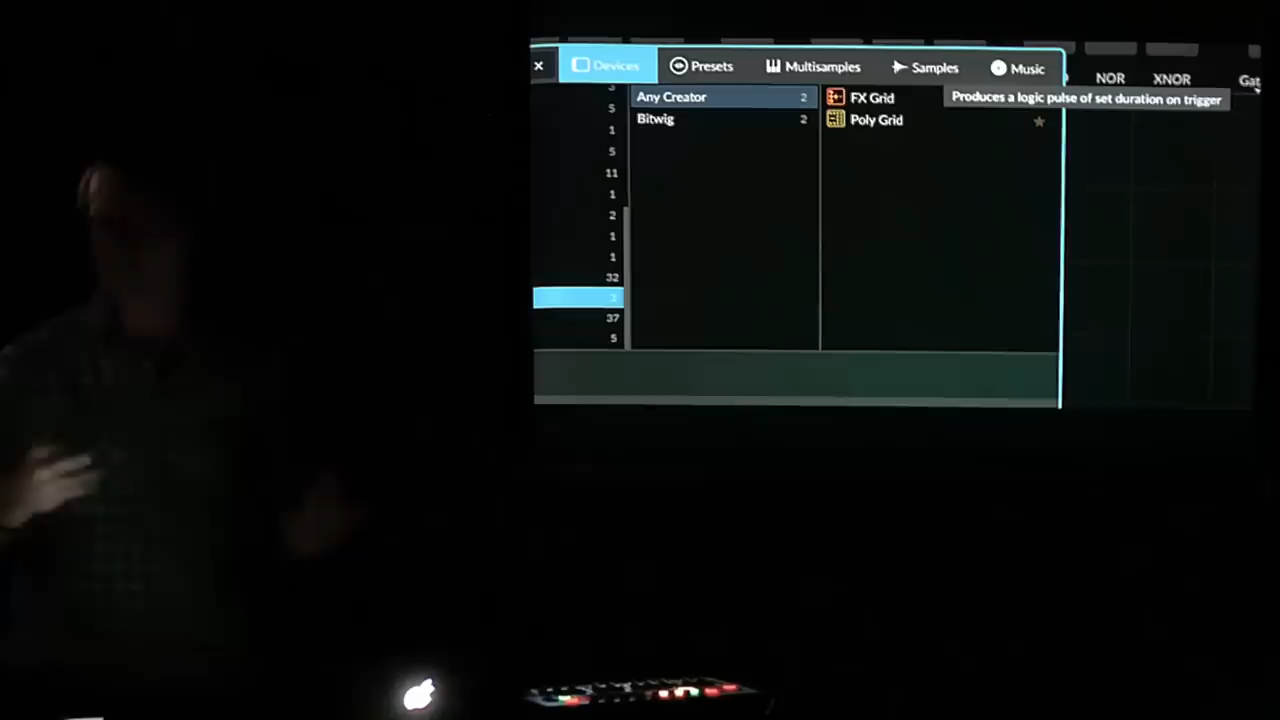 × Devices Presets Multisamples Samples Music
NOR XNOR
Produces a logic pulse of set duration on trigger
Any Creator 2
Bitwig 2
FX Grid
Poly Grid
5
1
5
11
1
2
1
1
32
2
37
5